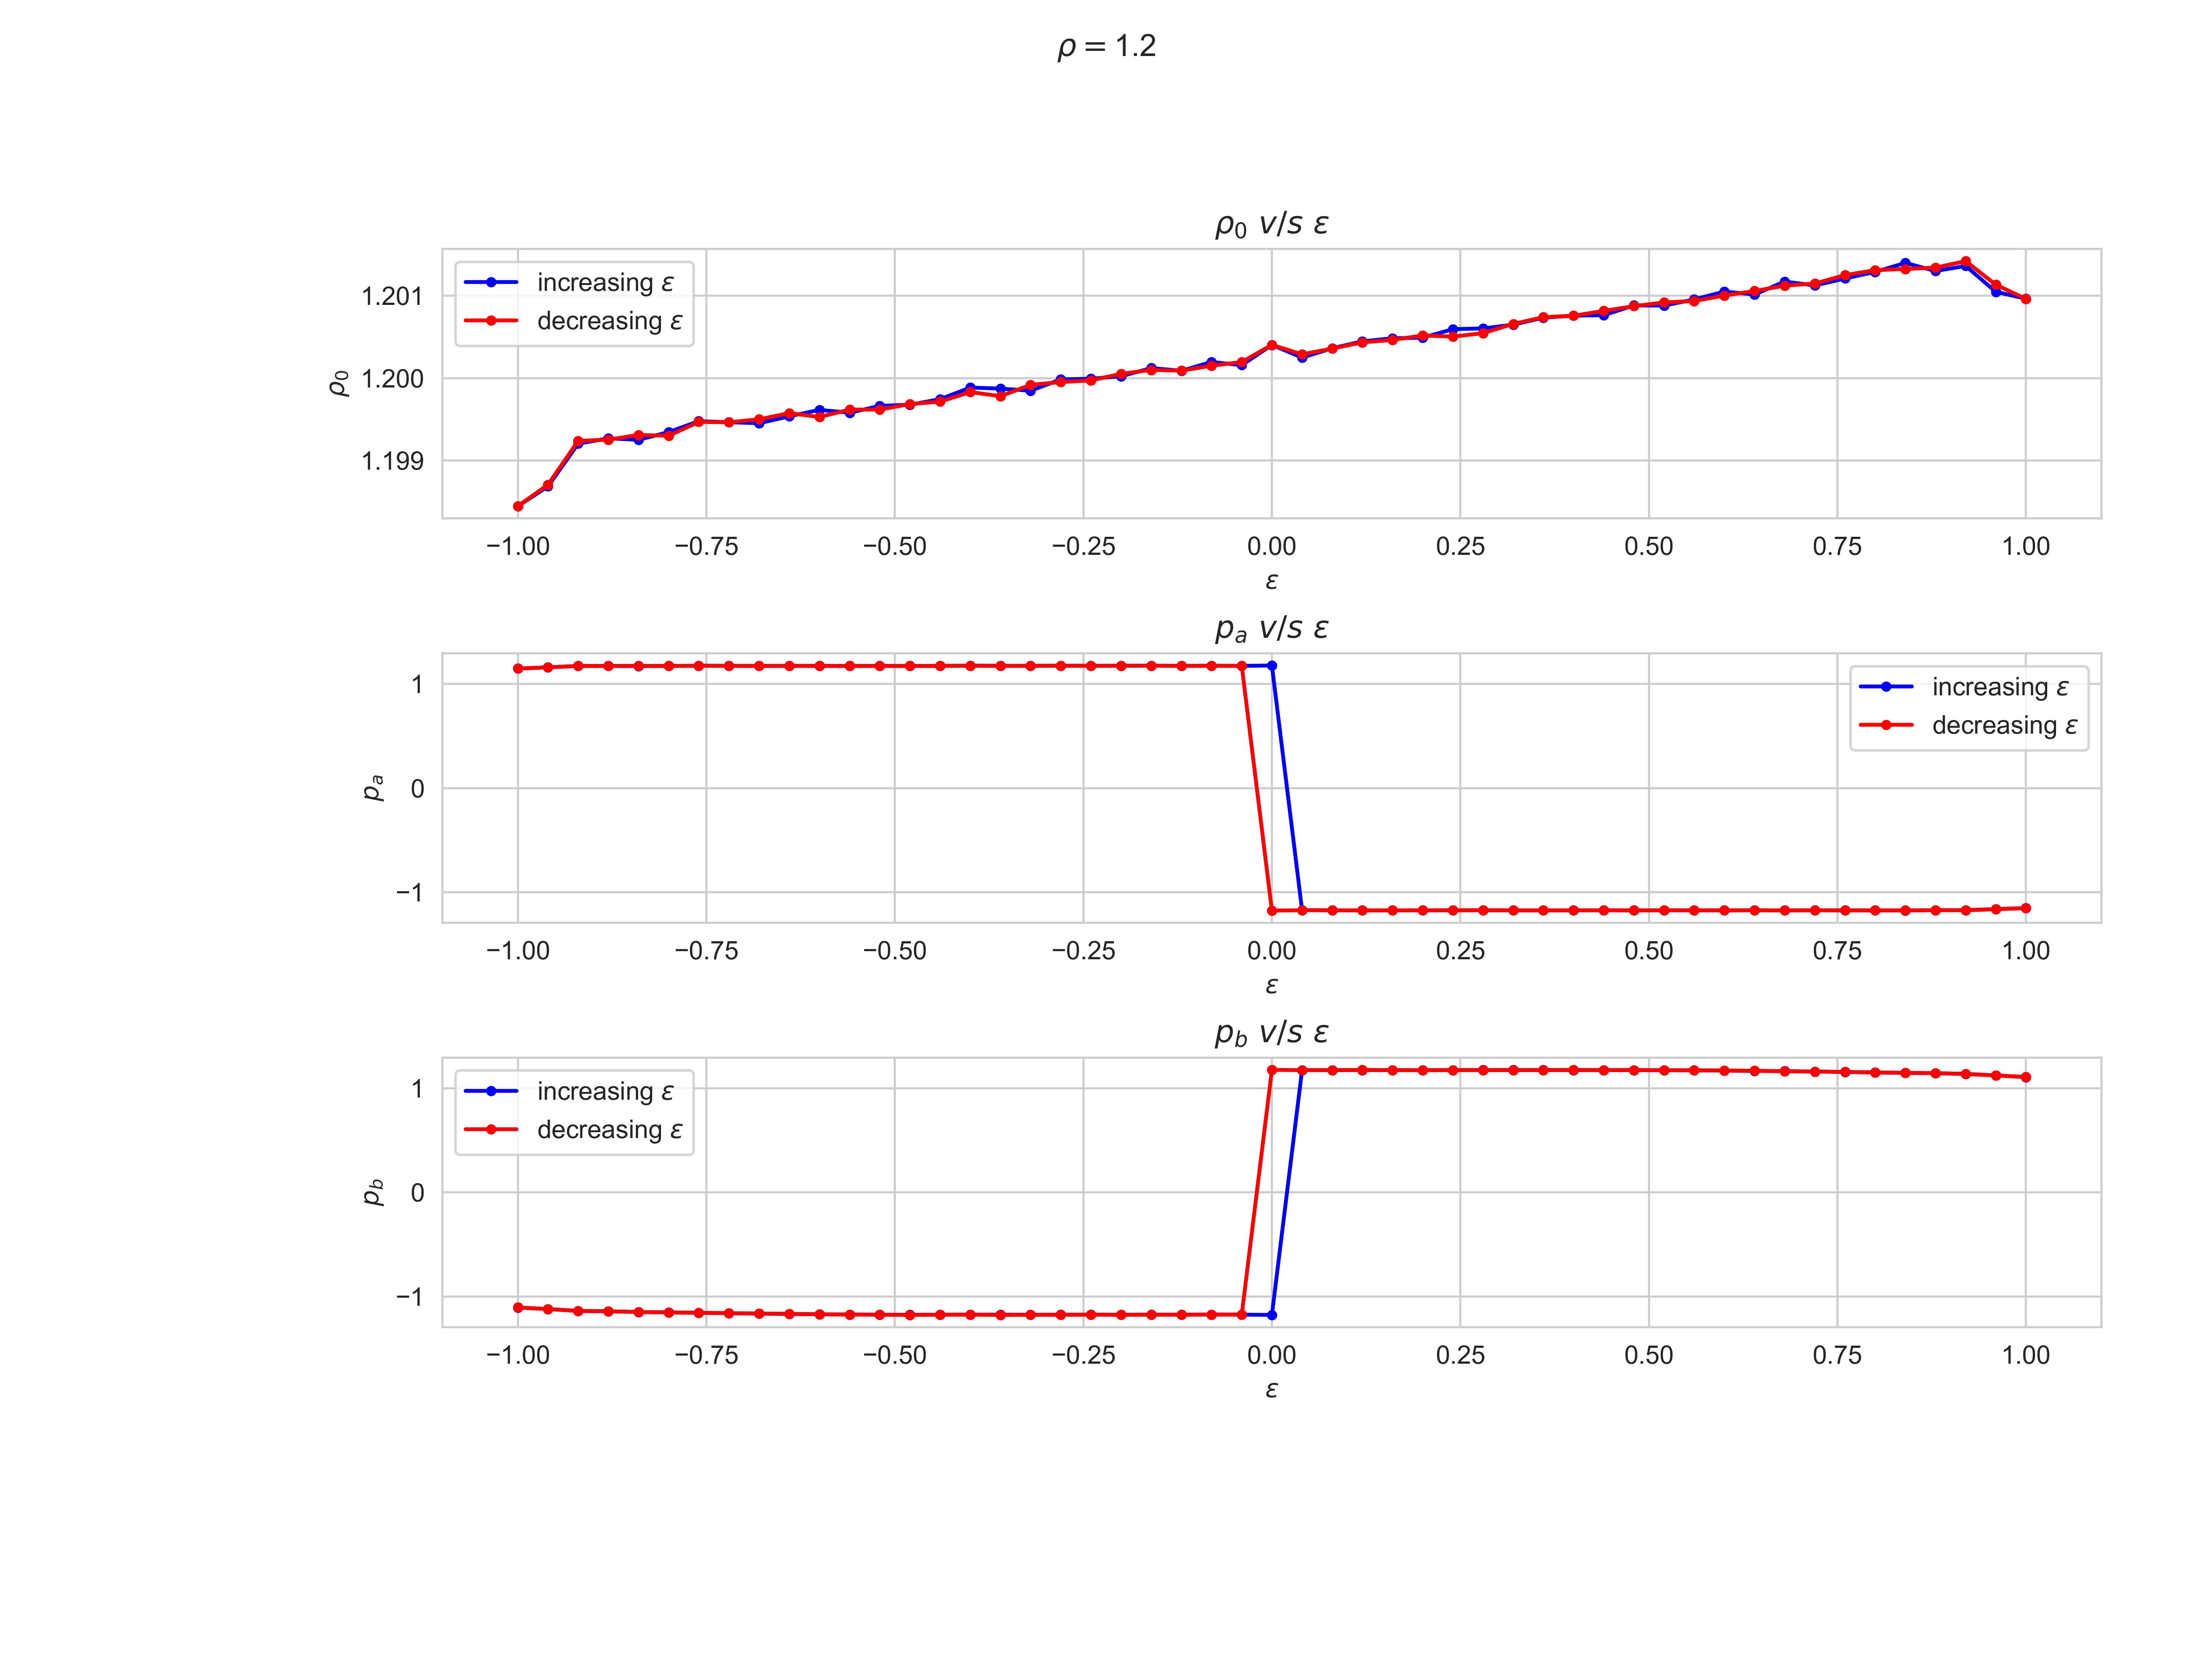 ρ = 1.2
ρ₀ v/s ε
increasing ε
decreasing ε
ρ₀
1.201
1.200
1.199
−1.00 −0.75 −0.50 −0.25 0.00 0.25 0.50 0.75 1.00
ε
pₐ v/s ε
increasing ε
decreasing ε
pₐ
1
0
−1
−1.00 −0.75 −0.50 −0.25 0.00 0.25 0.50 0.75 1.00
ε
p_b v/s ε
increasing ε
decreasing ε
p_b
1
0
−1
−1.00 −0.75 −0.50 −0.25 0.00 0.25 0.50 0.75 1.00
ε